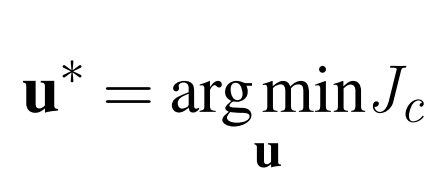 u* = arg min J_c
u